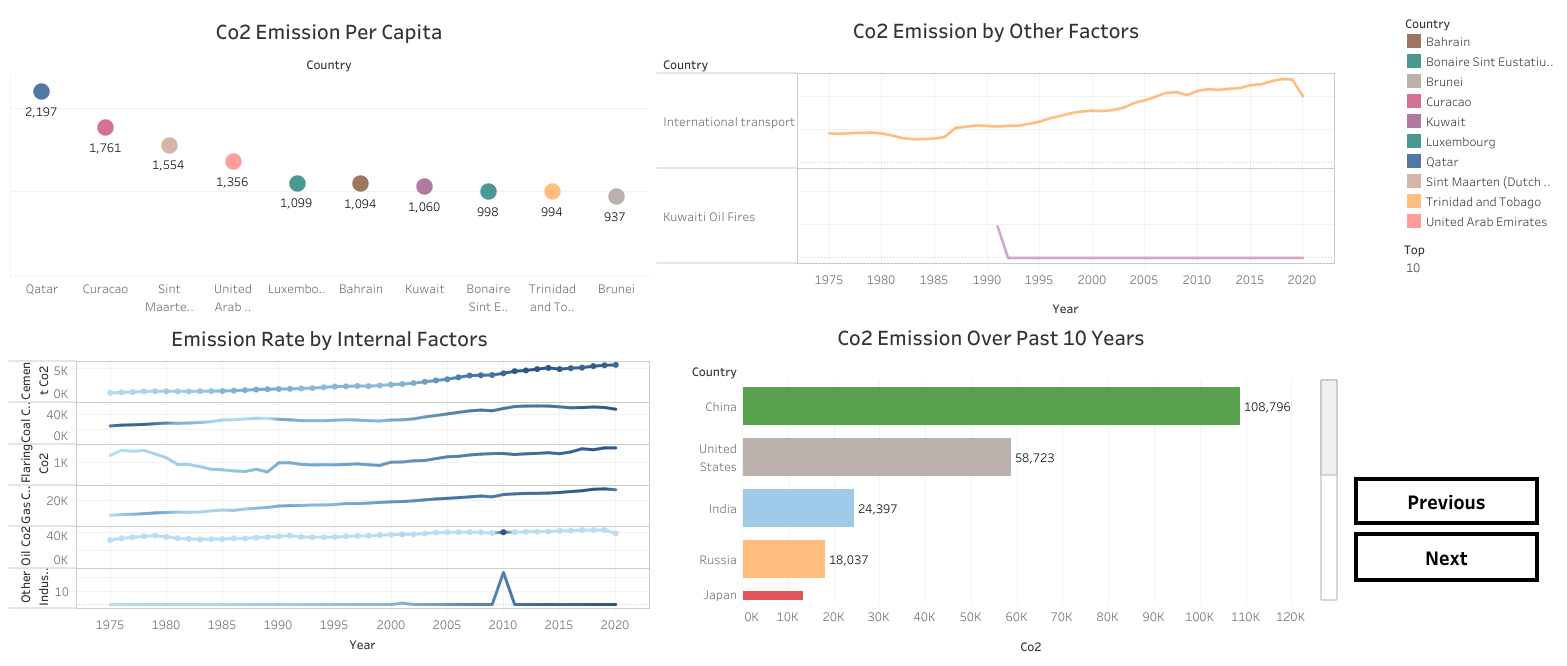 Co2 Emission Per Capita
Country
2,197
1,761
1,554
1,356
1,099
1,094
1,060
998
994
937
Qatar
Curacao
Sint
Maarte..
United
Arab ..
Luxembo..
Bahrain
Kuwait
Bonaire
Sint E..
Trinidad
and To..
Brunei
Co2 Emission by Other Factors
Country
International transport
Kuwaiti Oil Fires
1975 1980 1985 1990 1995 2000 2005 2010 2015 2020
Year
Country
Bahrain
Bonaire Sint Eustatiu..
Brunei
Curacao
Kuwait
Luxembourg
Qatar
Sint Maarten (Dutch ..
Trinidad and Tobago
United Arab Emirates
Top
10
Emission Rate by Internal Factors
Cemen
t Co2
5K
0K
Coal C..
40K
0K
Flaring
Co2
1K
Gas C..
20K
Oil Co2
40K
0K
Other
Indus..
10
1975 1980 1985 1990 1995 2000 2005 2010 2015 2020
Year
Co2 Emission Over Past 10 Years
Country
China
108,796
United
States
58,723
India
24,397
Russia
18,037
Japan
0K 10K 20K 30K 40K 50K 60K 70K 80K 90K 100K 110K 120K
Co2
Previous
Next